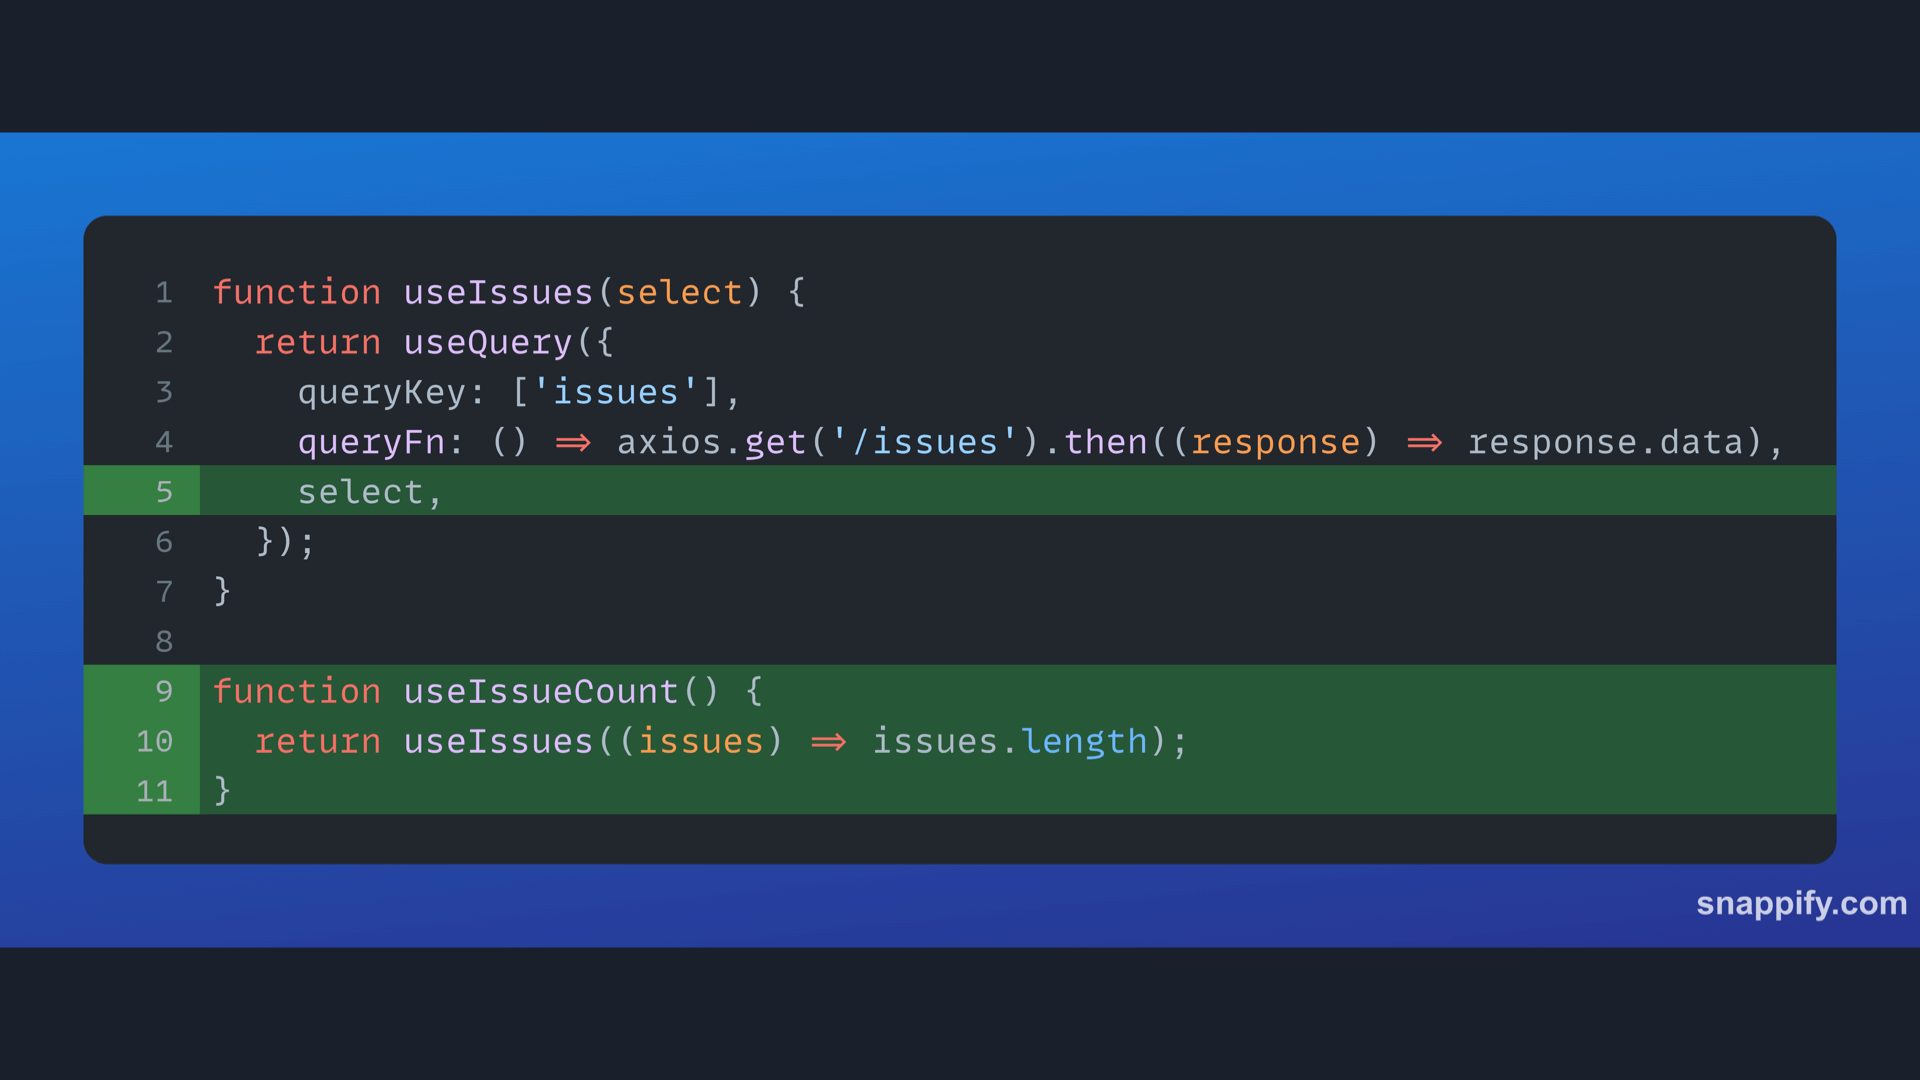 1 function useIssues(select) {
2 return useQuery({
3 queryKey: ['issues'],
4 queryFn: () => axios.get('/issues').then((response) => response.data),
5 select,
6 });
7 }
8
9 function useIssueCount() {
10 return useIssues((issues) => issues.length);
11 }
snappify.com